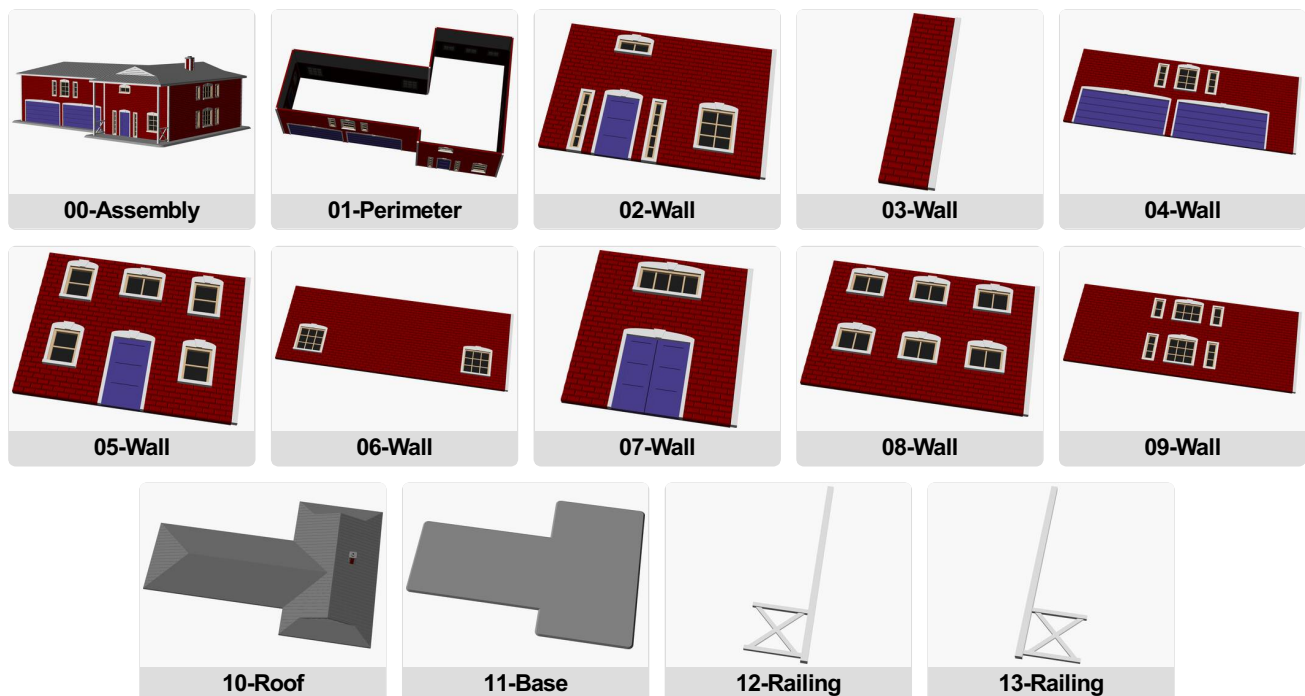 00-Assembly
01-Perimeter
02-Wall
03-Wall
04-Wall
05-Wall
06-Wall
07-Wall
08-Wall
09-Wall
10-Roof
11-Base
12-Railing
13-Railing